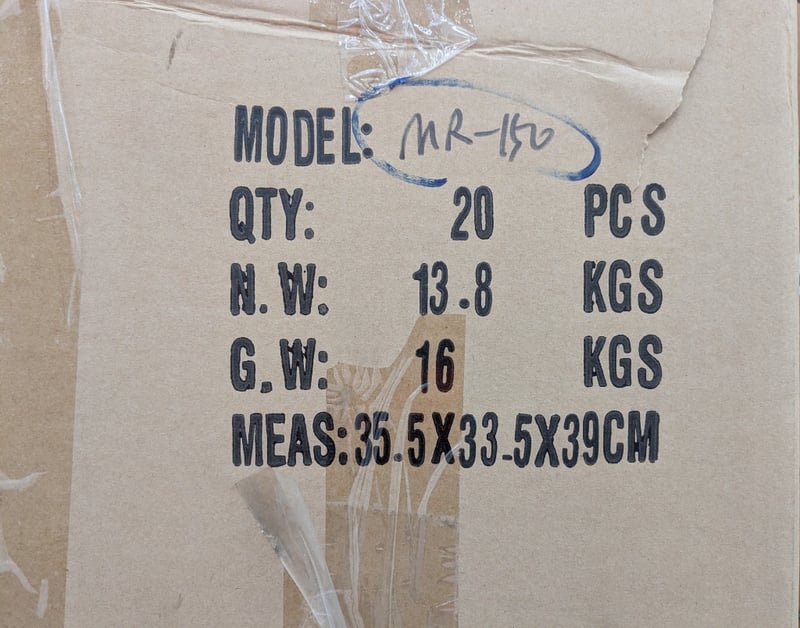 MODEL: MR-150
QTY: 20 PCS
N.W: 13.8 KGS
G.W: 16 KGS
MEAS:35.5X33.5X39CM